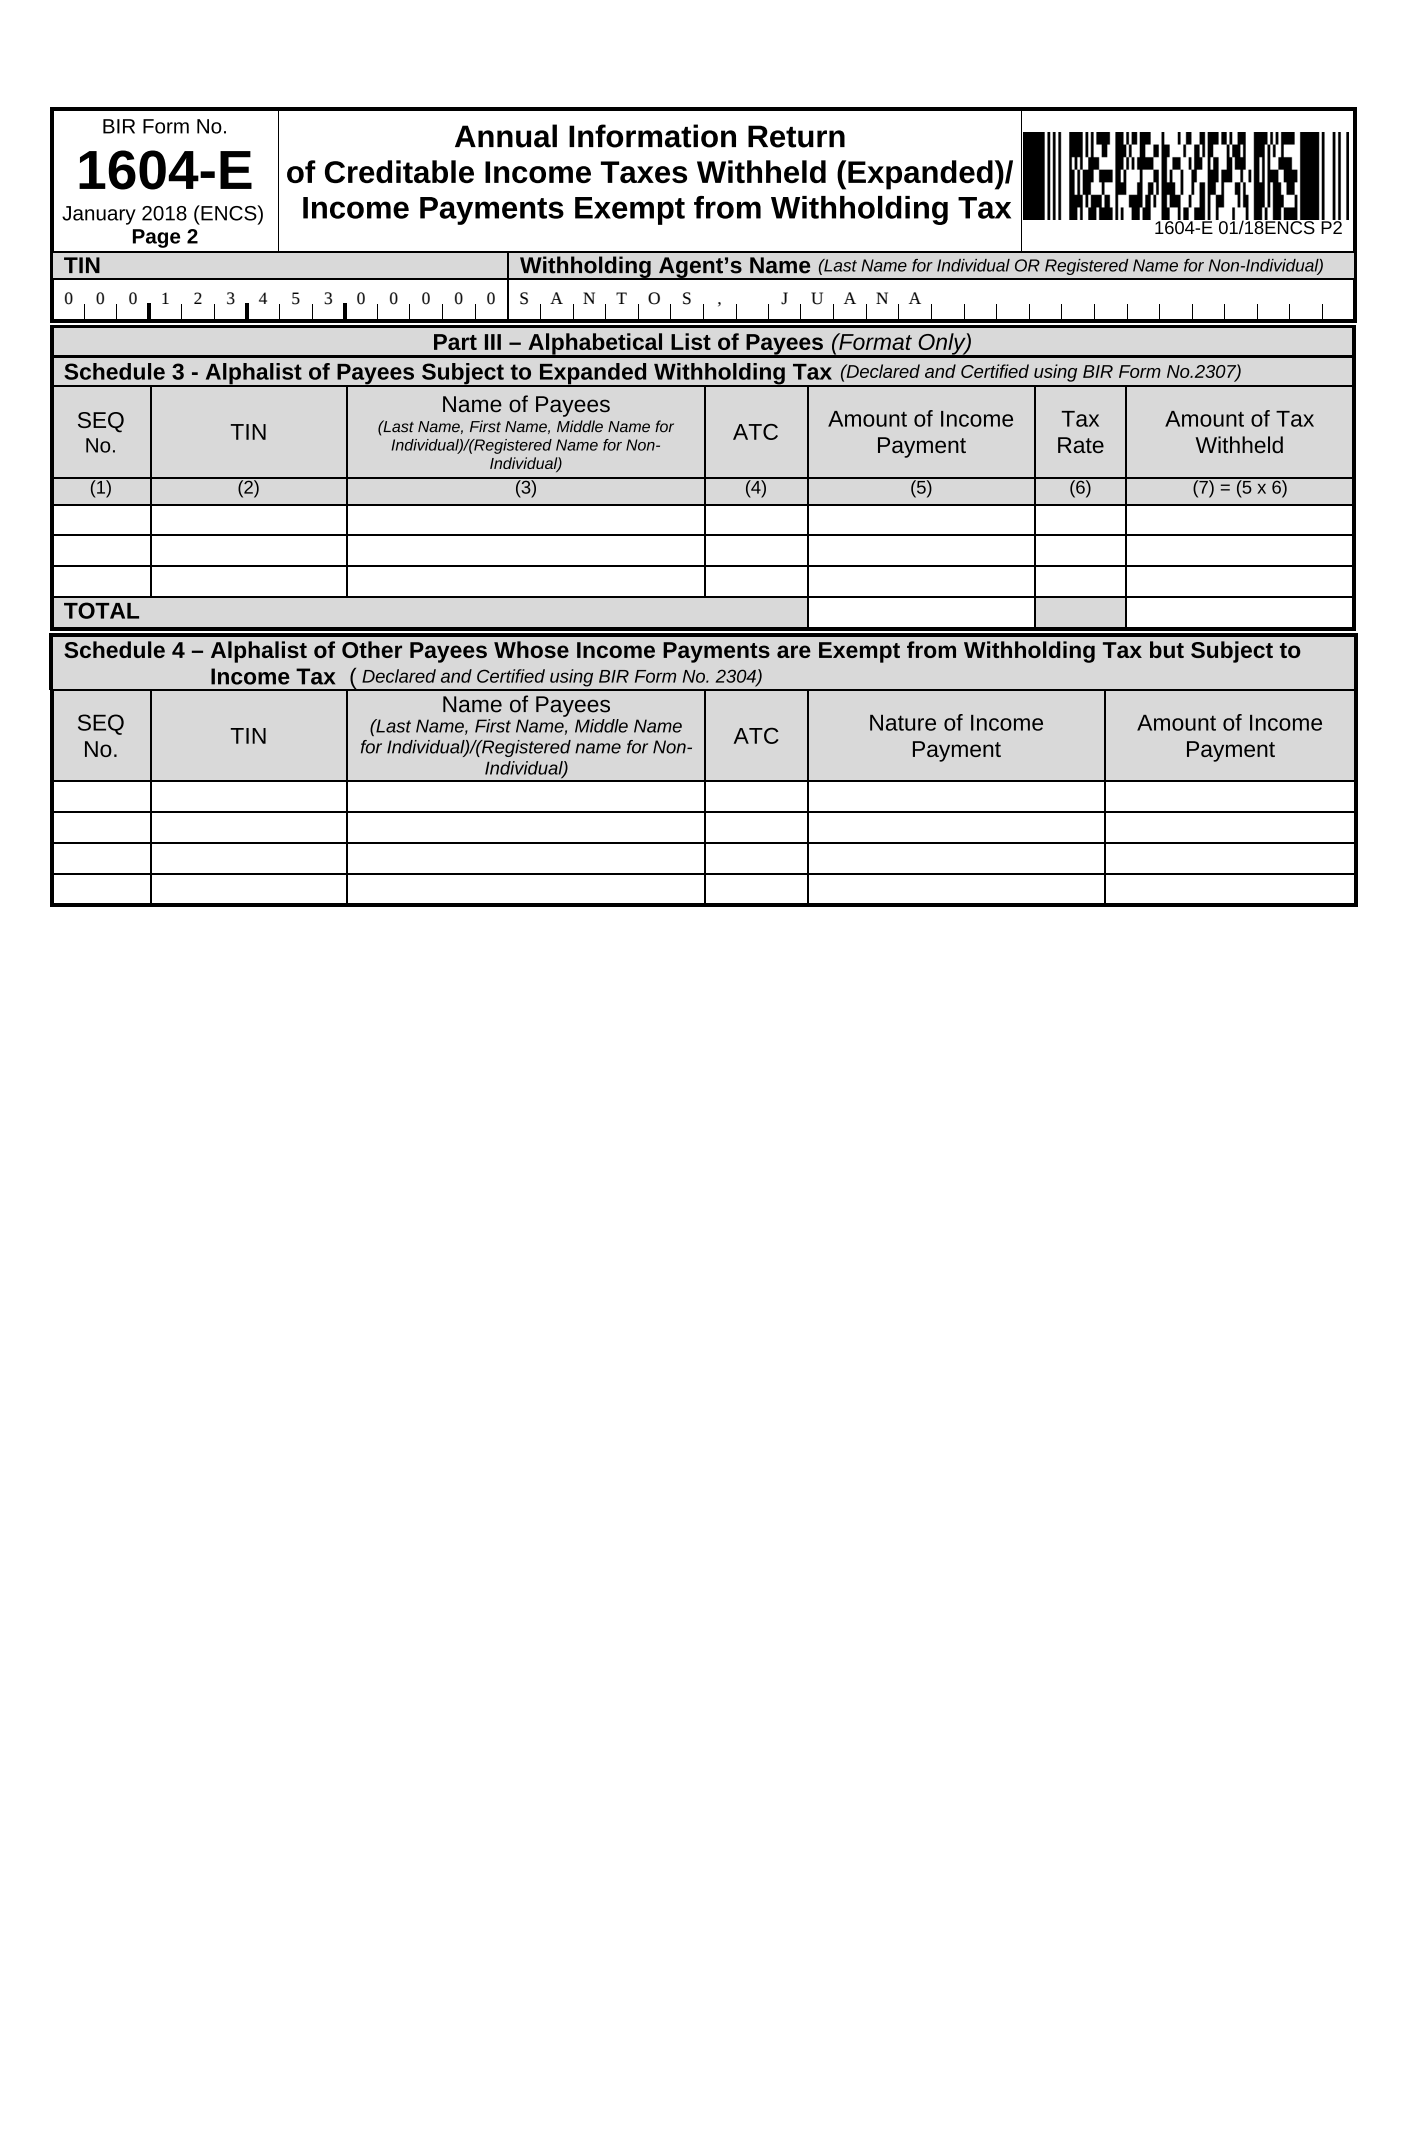 BIR Form No.
1604-E
January 2018 (ENCS)
Page 2
Annual Information Return
of Creditable Income Taxes Withheld (Expanded)/
Income Payments Exempt from Withholding Tax
1604-E 01/18ENCS P2
TIN
Withholding Agent’s Name (Last Name for Individual OR Registered Name for Non-Individual)
0 0 0 1 2 3 4 5 3 0 0 0 0 0
S A N T O S , J U A N A
Part III – Alphabetical List of Payees (Format Only)
Schedule 3 - Alphalist of Payees Subject to Expanded Withholding Tax (Declared and Certified using BIR Form No.2307)
SEQ
No.
TIN
Name of Payees
(Last Name, First Name, Middle Name for
Individual)/(Registered Name for Non-
Individual)
ATC
Amount of Income
Payment
Tax
Rate
Amount of Tax
Withheld
(1) (2) (3) (4) (5) (6) (7) = (5 x 6)
TOTAL
Schedule 4 – Alphalist of Other Payees Whose Income Payments are Exempt from Withholding Tax but Subject to
Income Tax ( Declared and Certified using BIR Form No. 2304)
SEQ
No.
TIN
Name of Payees
(Last Name, First Name, Middle Name
for Individual)/(Registered name for Non-
Individual)
ATC
Nature of Income
Payment
Amount of Income
Payment